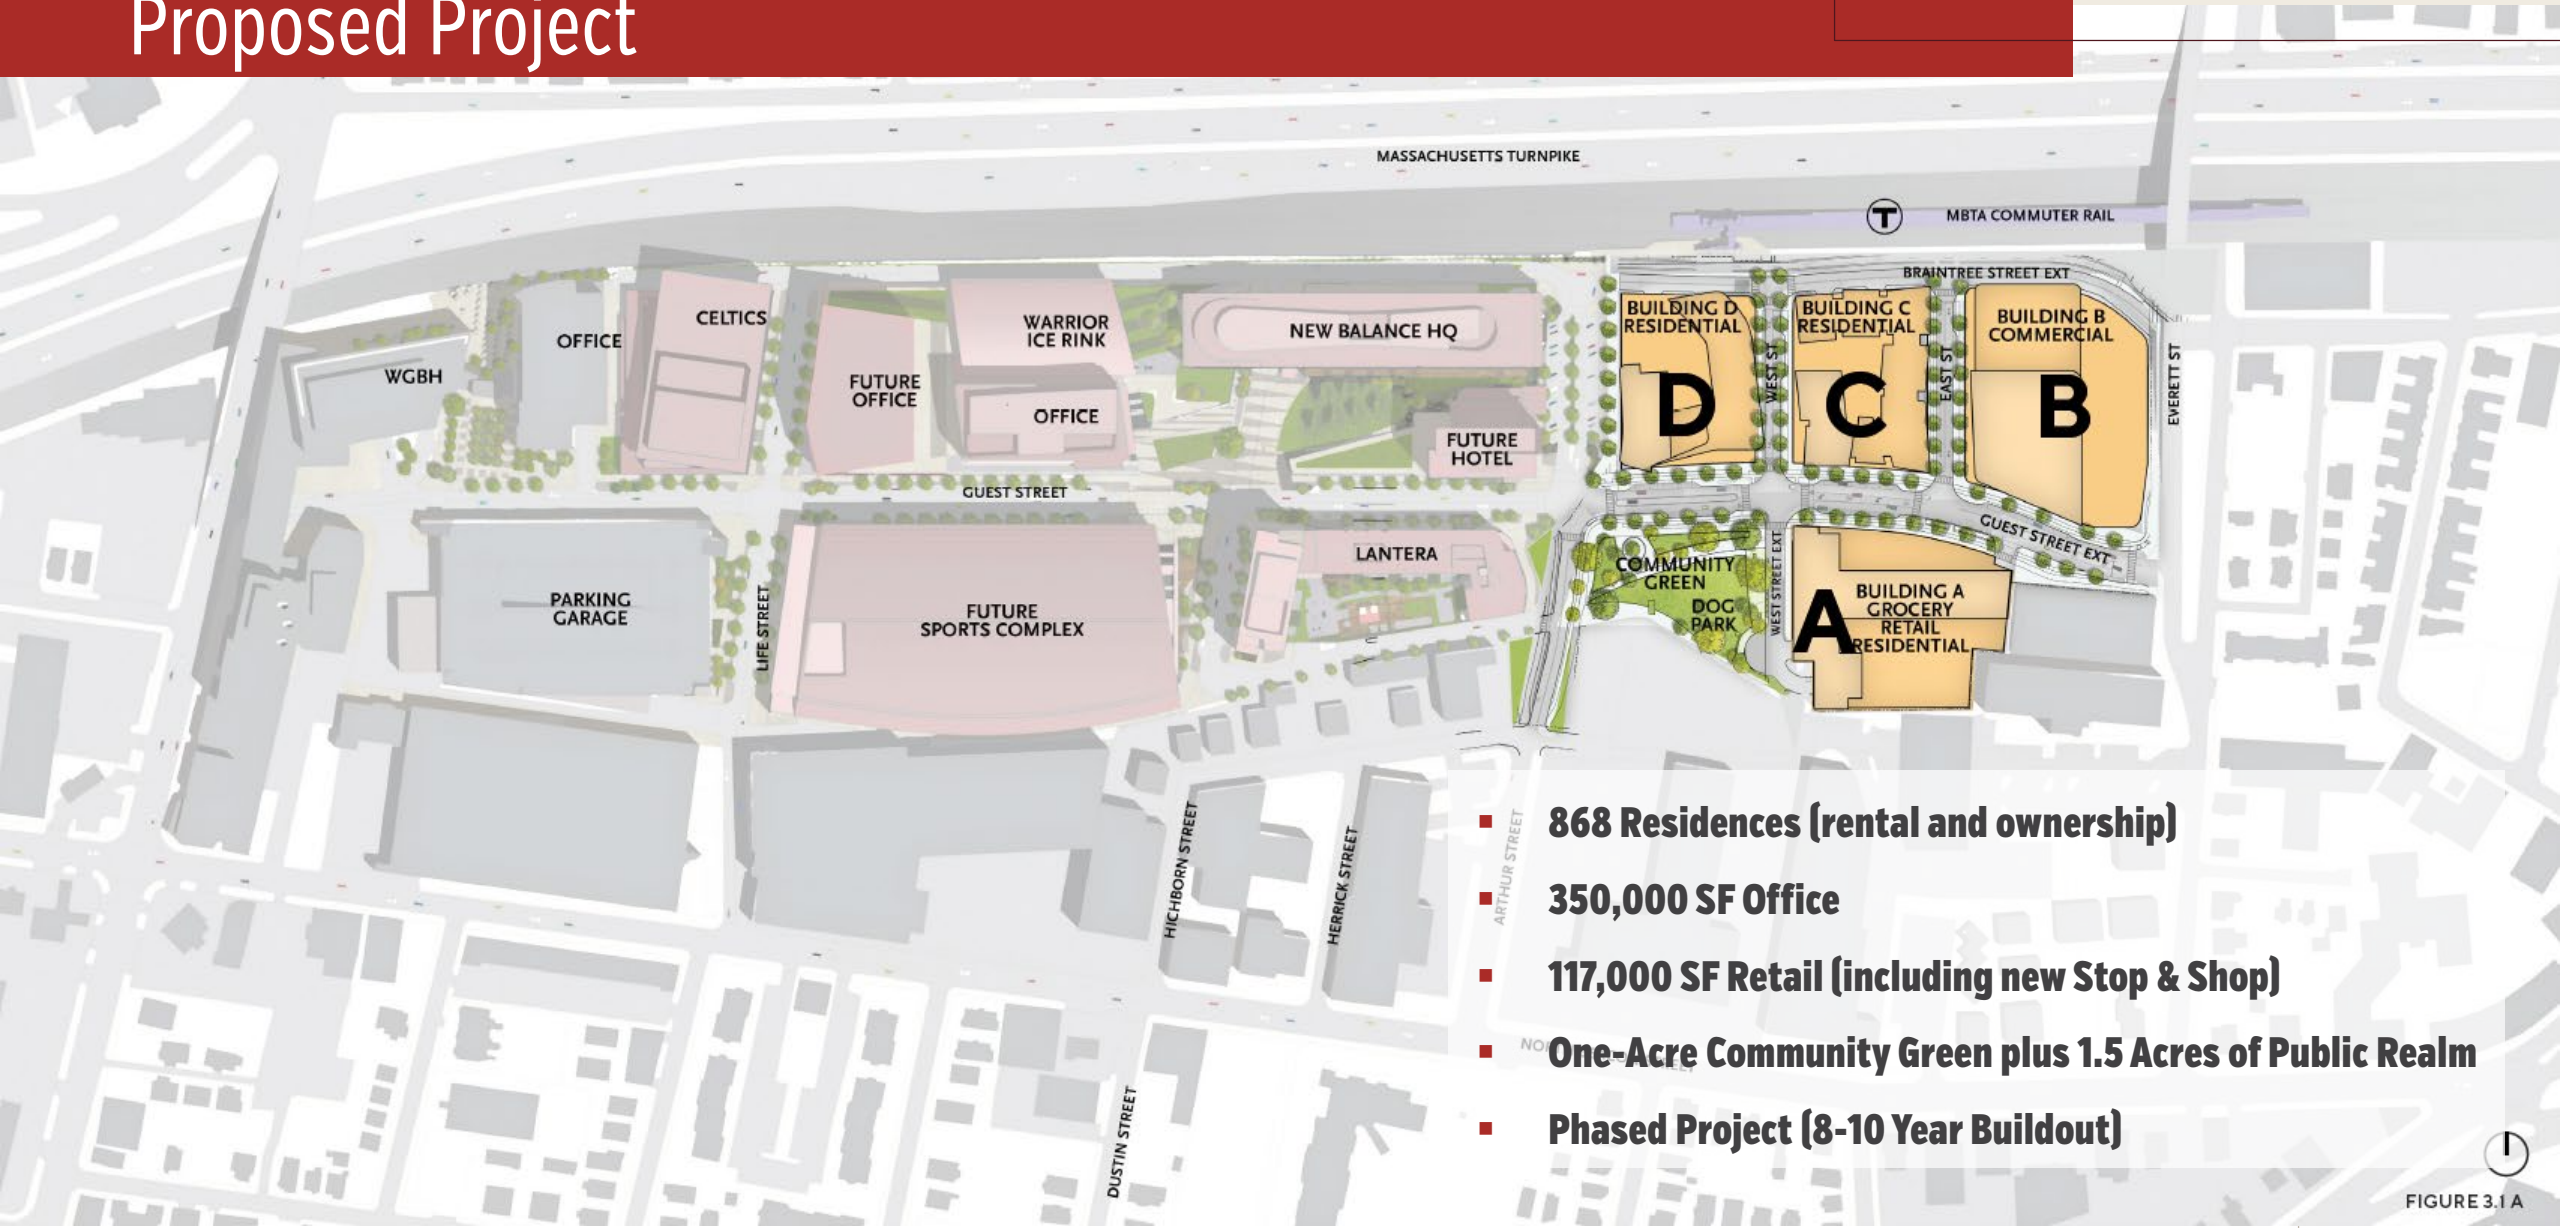 Proposed Project
MASSACHUSETTS TURNPIKE
T
MBTA COMMUTER RAIL
BRAINTREE STREET EXT
CELTICS
OFFICE
WGBH
FUTURE
OFFICE
WARRIOR
ICE RINK
OFFICE
NEW BALANCE HQ
FUTURE
HOTEL
BUILDING D
RESIDENTIAL
D
WEST ST
BUILDING C
RESIDENTIAL
C
EAST ST
BUILDING B
COMMERCIAL
B
EVERETT ST
GUEST STREET
GUEST STREET EXT
PARKING
GARAGE
LIFE STREET
FUTURE
SPORTS COMPLEX
LANTERA
COMMUNITY
GREEN
DOG
PARK
WEST STREET EXT
A
BUILDING A
GROCERY
RETAIL
RESIDENTIAL
HICHBORN STREET
HERRICK STREET
ARTHUR STREET
DUSTIN STREET
▪ 868 Residences (rental and ownership)
▪ 350,000 SF Office
▪ 117,000 SF Retail (including new Stop & Shop)
▪ One-Acre Community Green plus 1.5 Acres of Public Realm
▪ Phased Project (8-10 Year Buildout)
FIGURE 3.1 A